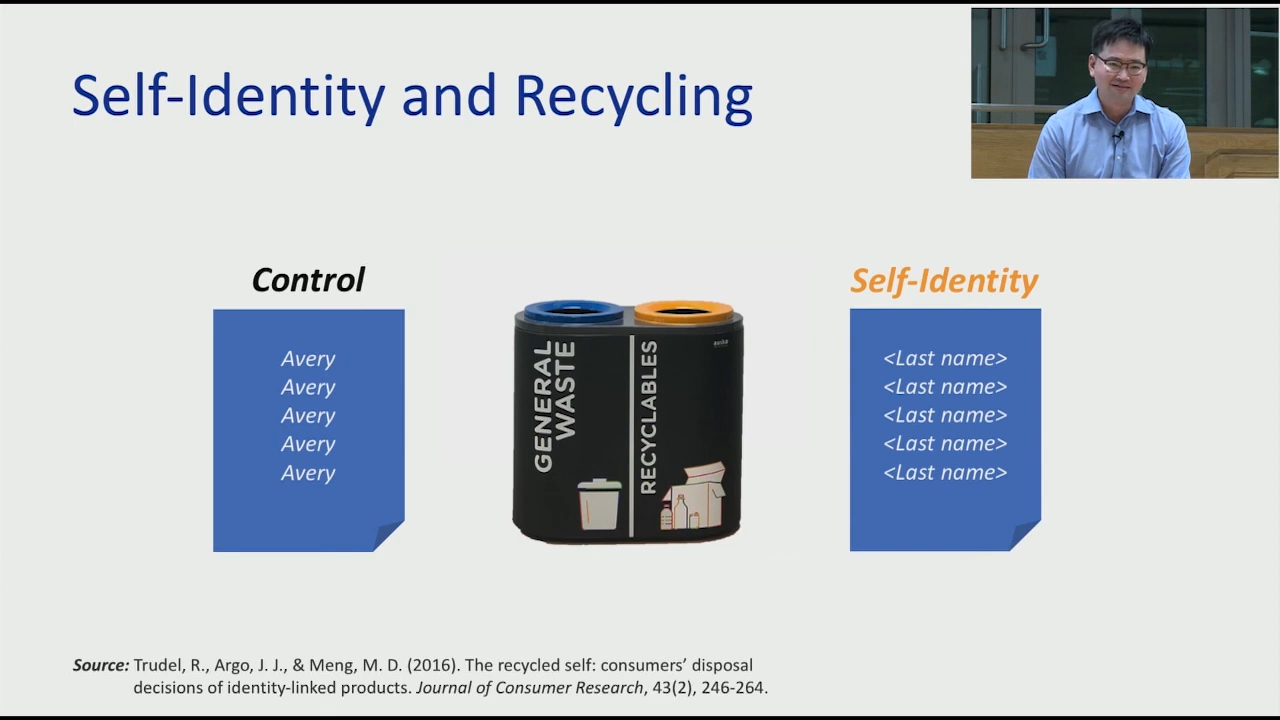 Self-Identity and Recycling
Control
Avery
Avery
Avery
Avery
Avery
GENERAL
WASTE
RECYCLABLES
Self-Identity
<Last name>
<Last name>
<Last name>
<Last name>
<Last name>
Source: Trudel, R., Argo, J. J., & Meng, M. D. (2016). The recycled self: consumers’ disposal
decisions of identity-linked products. Journal of Consumer Research, 43(2), 246-264.